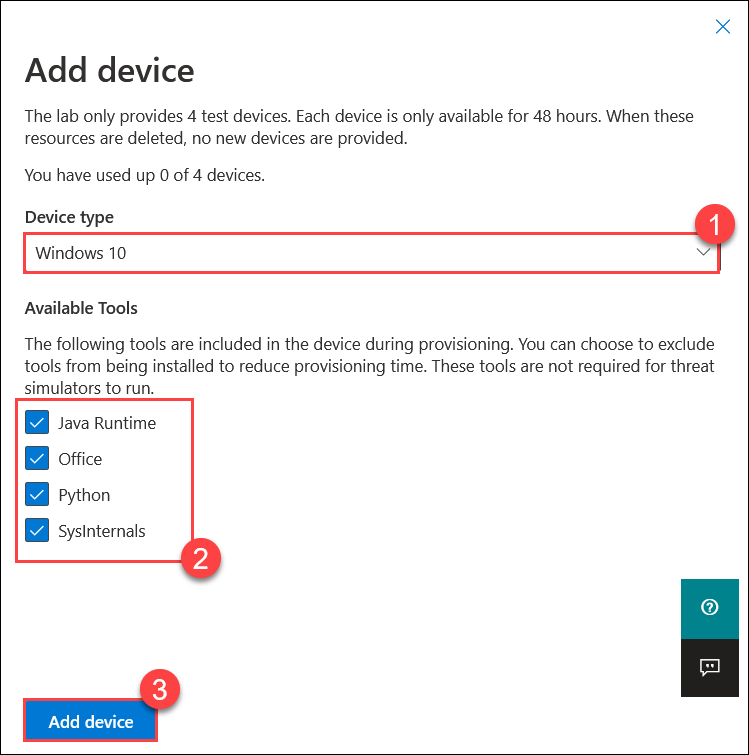 Add device
The lab only provides 4 test devices. Each device is only available for 48 hours. When these
resources are deleted, no new devices are provided.
You have used up 0 of 4 devices.
Device type
1
Windows 10
Available Tools
The following tools are included in the device during provisioning. You can choose to exclude
tools from being installed to reduce provisioning time. These tools are not required for threat
simulators to run.
Java Runtime
Office
Python
SysInternals
2
3
Add device